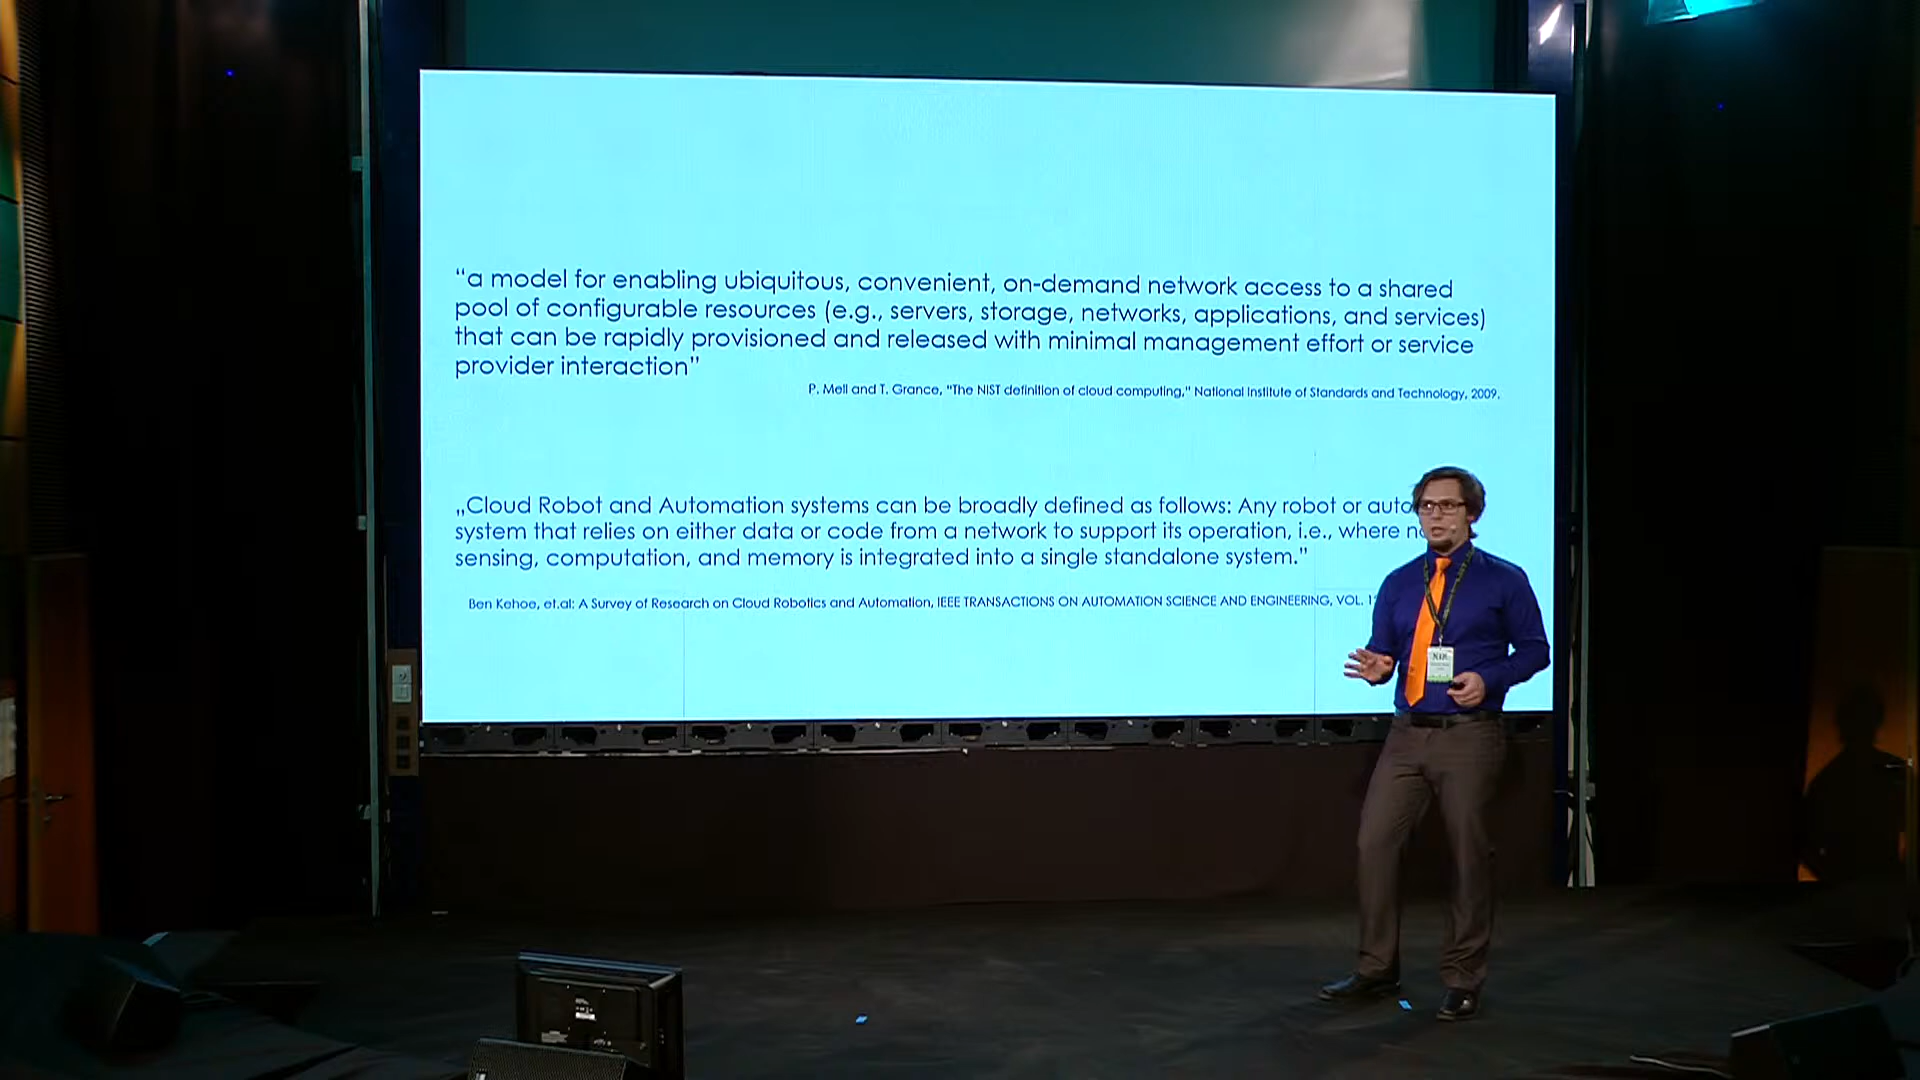 “a model for enabling ubiquitous, convenient, on-demand network access to a shared
pool of configurable resources (e.g., servers, storage, networks, applications, and services)
that can be rapidly provisioned and released with minimal management effort or service
provider interaction”
P. Mell and T. Grance, "The NIST definition of cloud computing," National Institute of Standards and Technology, 2009.
„Cloud Robot and Automation systems can be broadly defined as follows: Any robot or auto
system that relies on either data or code from a network to support its operation, i.e., where
sensing, computation, and memory is integrated into a single standalone system.”
Ben Kehoe, et.al: A Survey of Research on Cloud Robotics and Automation, IEEE TRANSACTIONS ON AUTOMATION SCIENCE AND ENGINEERING, VOL.